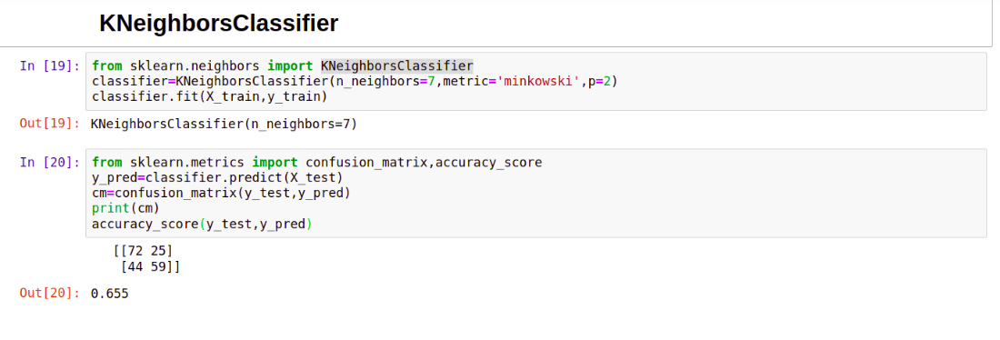 KNeighborsClassifier
In [19]: from sklearn.neighbors import KNeighborsClassifier
classifier=KNeighborsClassifier(n_neighbors=7,metric='minkowski',p=2)
classifier.fit(X_train,y_train)
Out[19]: KNeighborsClassifier(n_neighbors=7)
In [20]: from sklearn.metrics import confusion_matrix,accuracy_score
y_pred=classifier.predict(X_test)
cm=confusion_matrix(y_test,y_pred)
print(cm)
accuracy_score(y_test,y_pred)
[[72 25]
[44 59]]
Out[20]: 0.655